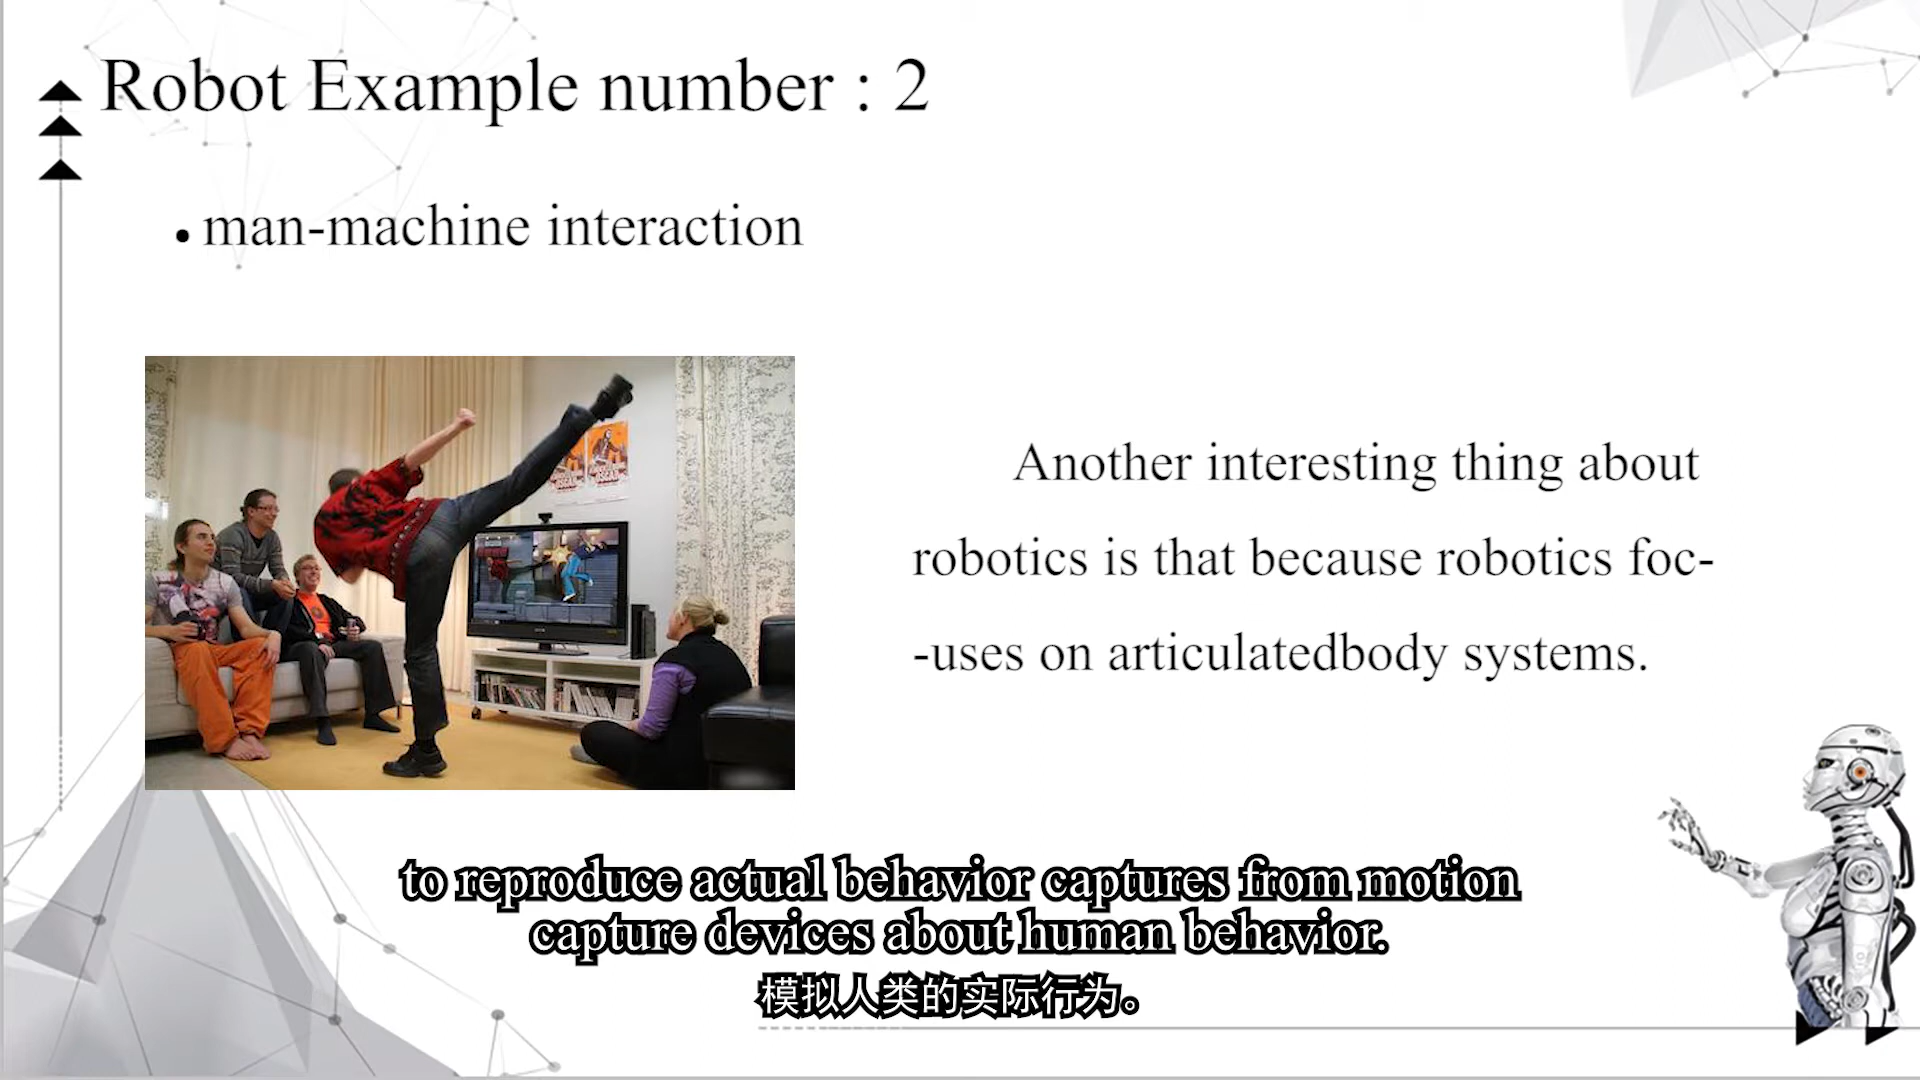 Robot Example number : 2
• man-machine interaction
Another interesting thing about
robotics is that because robotics foc-
-uses on articulatedbody systems.
to reproduce actual behavior captures from motion
capture devices about human behavior.
模拟人类的实际行为。